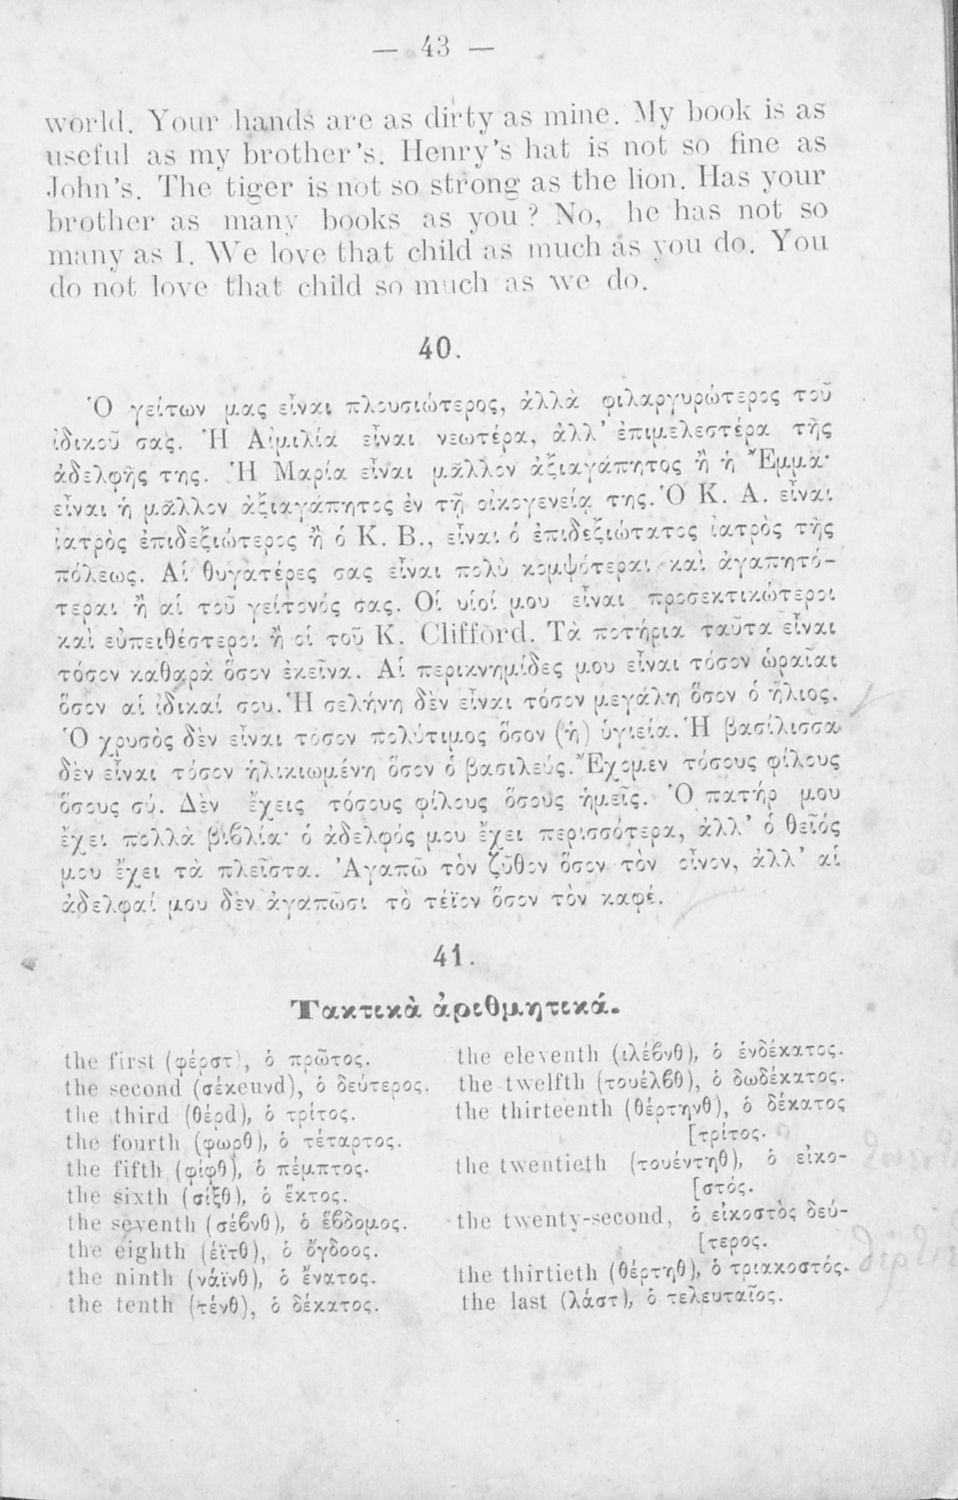 — 43 —
world. Your hands are as dirty as mine. My book is as
useful as my brother's. Henry's hat is not so fine as
John's. The tiger is not so strong as the lion. Has your
brother as many books as you? No, he has not so
many as I. We love that child as much as you do. You
do not love that child so much as we do.
40.
Ὁ γείτων μας εἶναι πλουσιώτερος, ἀλλὰ φιλαργυρώτερος τοῦ
ἰδικοῦ σας. Ἡ Αἰμιλία εἶναι νεωτέρα, ἀλλ' ἐπιμελεστέρα τῆς
ἀδελφῆς της. Ἡ Μαρία εἶναι μᾶλλον ἀξιαγάπητος ἢ ἡ Ἔμμα·
εἶναι ἡ μᾶλλον ἀξιαγάπητος ἐν τῇ οἰκογενείᾳ της. Ὁ Κ. Α. εἶναι
ἰατρὸς ἐπιδεξιώτερος ἢ ὁ Κ. Β., εἶναι ὁ ἐπιδεξιώτατος ἰατρὸς τῆς
πόλεως. Αἱ θυγατέρες σας εἶναι πολὺ κομψότεραι καὶ ἀγαπητό-
τεραι ἢ αἱ τοῦ γείτονός σας. Οἱ υἱοί μου εἶναι προσεκτικώτεροι
καὶ εὐπειθέστεροι ἢ οἱ τοῦ Κ. Clifford. Τὰ ποτήρια ταῦτα εἶναι
τόσον καθαρὰ ὅσον ἐκεῖνα. Αἱ περικνημῖδες μου εἶναι τόσον ὡραῖαι
ὅσον αἱ ἰδικαί σου. Ἡ σελήνη δὲν εἶναι τόσον μεγάλη ὅσον ὁ ἥλιος.
Ὁ χρυσὸς δὲν εἶναι τόσον πολύτιμος ὅσον (ἡ) ὑγιεία. Ἡ βασίλισσα
δὲν εἶναι τόσον ἡλικιωμένη ὅσον ὁ βασιλεύς. Ἔχομεν τόσους φίλους
ὅσους σύ. Δὲν ἔχεις τόσους φίλους ὅσους ἡμεῖς. Ὁ πατήρ μου
ἔχει πολλὰ βιβλία· ὁ ἀδελφός μου ἔχει περισσότερα, ἀλλ' ὁ θεῖός
μου ἔχει τὰ πλεῖστα. Ἀγαπῶ τὸν ζῦθον ὅσον τὸν οἶνον, ἀλλ' αἱ
ἀδελφαί μου δὲν ἀγαπῶσι τὸ τέϊον ὅσον τὸν καφέ.
41.
Τακτικὰ ἀριθμητικά.
the first (φέρστ), ὁ πρῶτος.
the second (σέκευνd), ὁ δεύτερος.
the third (θέρd), ὁ τρίτος.
the fourth (φωρθ), ὁ τέταρτος.
the fifth (φίφθ), ὁ πέμπτος.
the sixth (σίξθ), ὁ ἕκτος.
the seventh (σέβνθ), ὁ ἕβδομος.
the eighth (ἐϊτθ), ὁ ὄγδοος.
the ninth (νάϊνθ), ὁ ἔνατος.
the tenth (τένθ), ὁ δέκατος.
the eleventh (ιλέβνθ), ὁ ἑνδέκατος.
the twelfth (τουέλβθ), ὁ δωδέκατος.
the thirteenth (θέρτηνθ), ὁ δέκατος
[τρίτος.
the twentieth (τουέντηθ), ὁ εἰκο-
[στός.
the twenty-second, ὁ εἰκοστὸς δεύ-
[τερος.
the thirtieth (θέρτηθ), ὁ τριακοστός.
the last (λάστ), ὁ τελευταῖος.